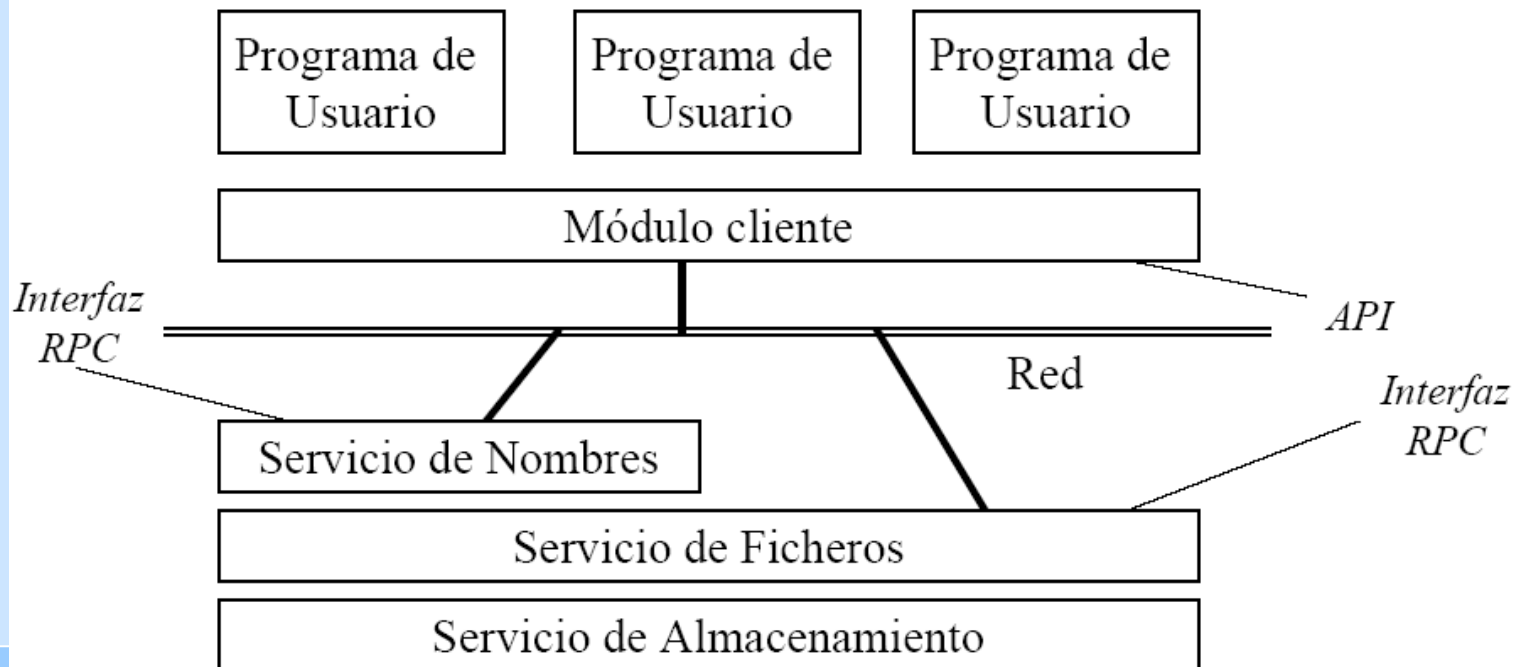 Programa de
Usuario
Programa de
Usuario
Programa de
Usuario
Módulo cliente
Interfaz
RPC
API
Red
Interfaz
RPC
Servicio de Nombres
Servicio de Ficheros
Servicio de Almacenamiento